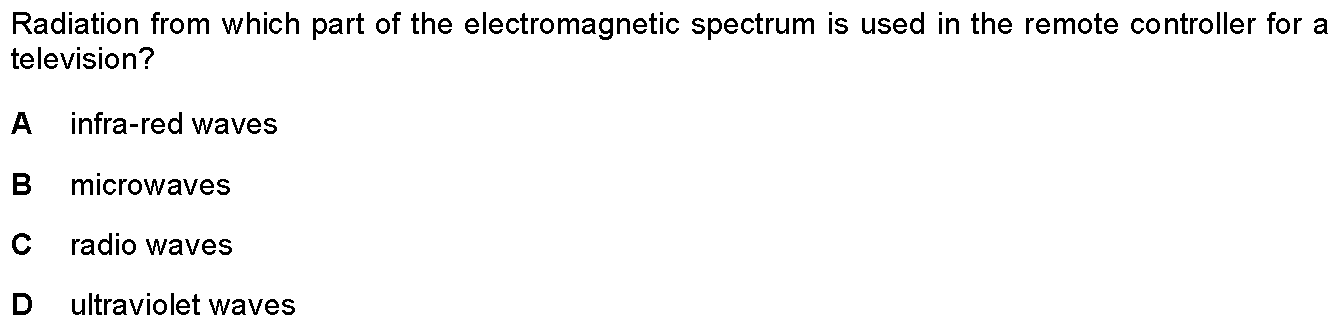 Radiation from which part of the electromagnetic spectrum is used in the remote controller for a
television?
A infra-red waves
B microwaves
C radio waves
D ultraviolet waves